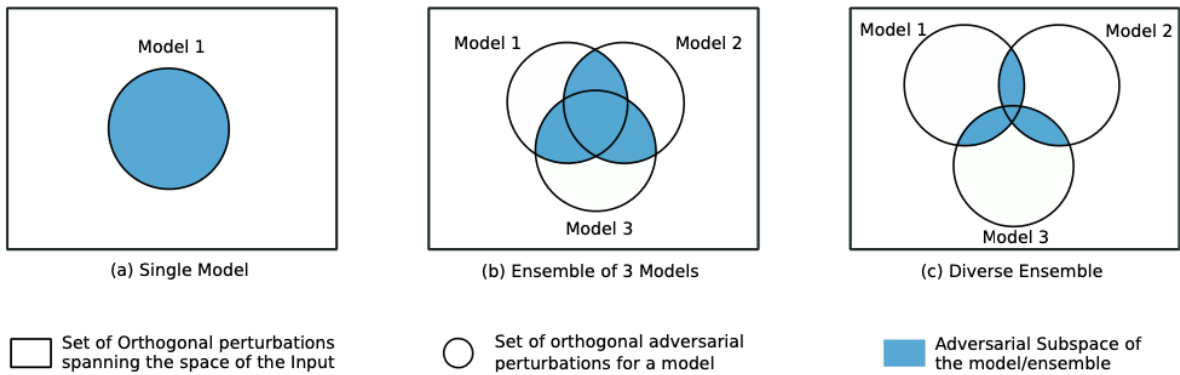 Model 1
(a) Single Model
Model 1
Model 2
Model 3
(b) Ensemble of 3 Models
Model 1
Model 2
Model 3
(c) Diverse Ensemble
Set of Orthogonal perturbations
spanning the space of the Input
Set of orthogonal adversarial
perturbations for a model
Adversarial Subspace of
the model/ensemble